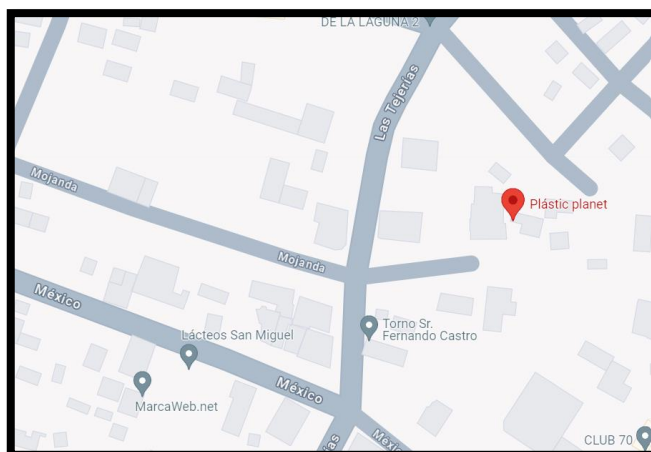 DE LA LAGUNA 2
Las Tejerías
Mojanda
Plástic planet
Mojanda
México
Lácteos San Miguel
Torno Sr.
Fernando Castro
México
MarcaWeb.net
CLUB 70